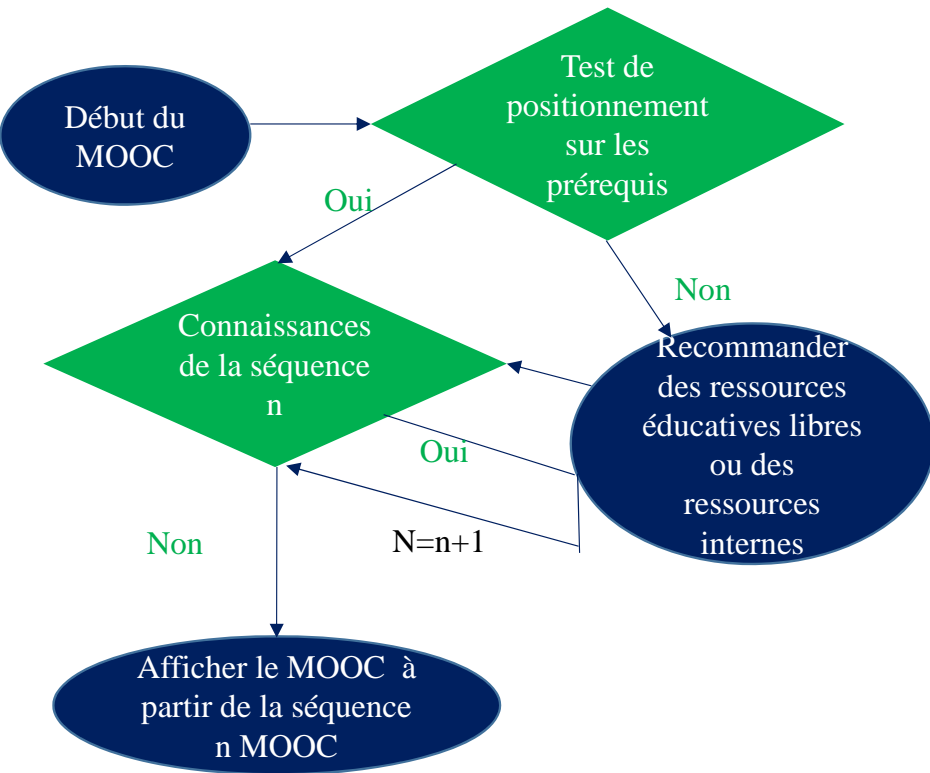 Début du
MOOC
Test de
positionnement
sur les
prérequis
Oui
Non
Connaissances
de la séquence
n
Recommander
des ressources
éducatives libres
ou des
ressources
internes
Oui
N=n+1
Non
Afficher le MOOC à
partir de la séquence
n MOOC